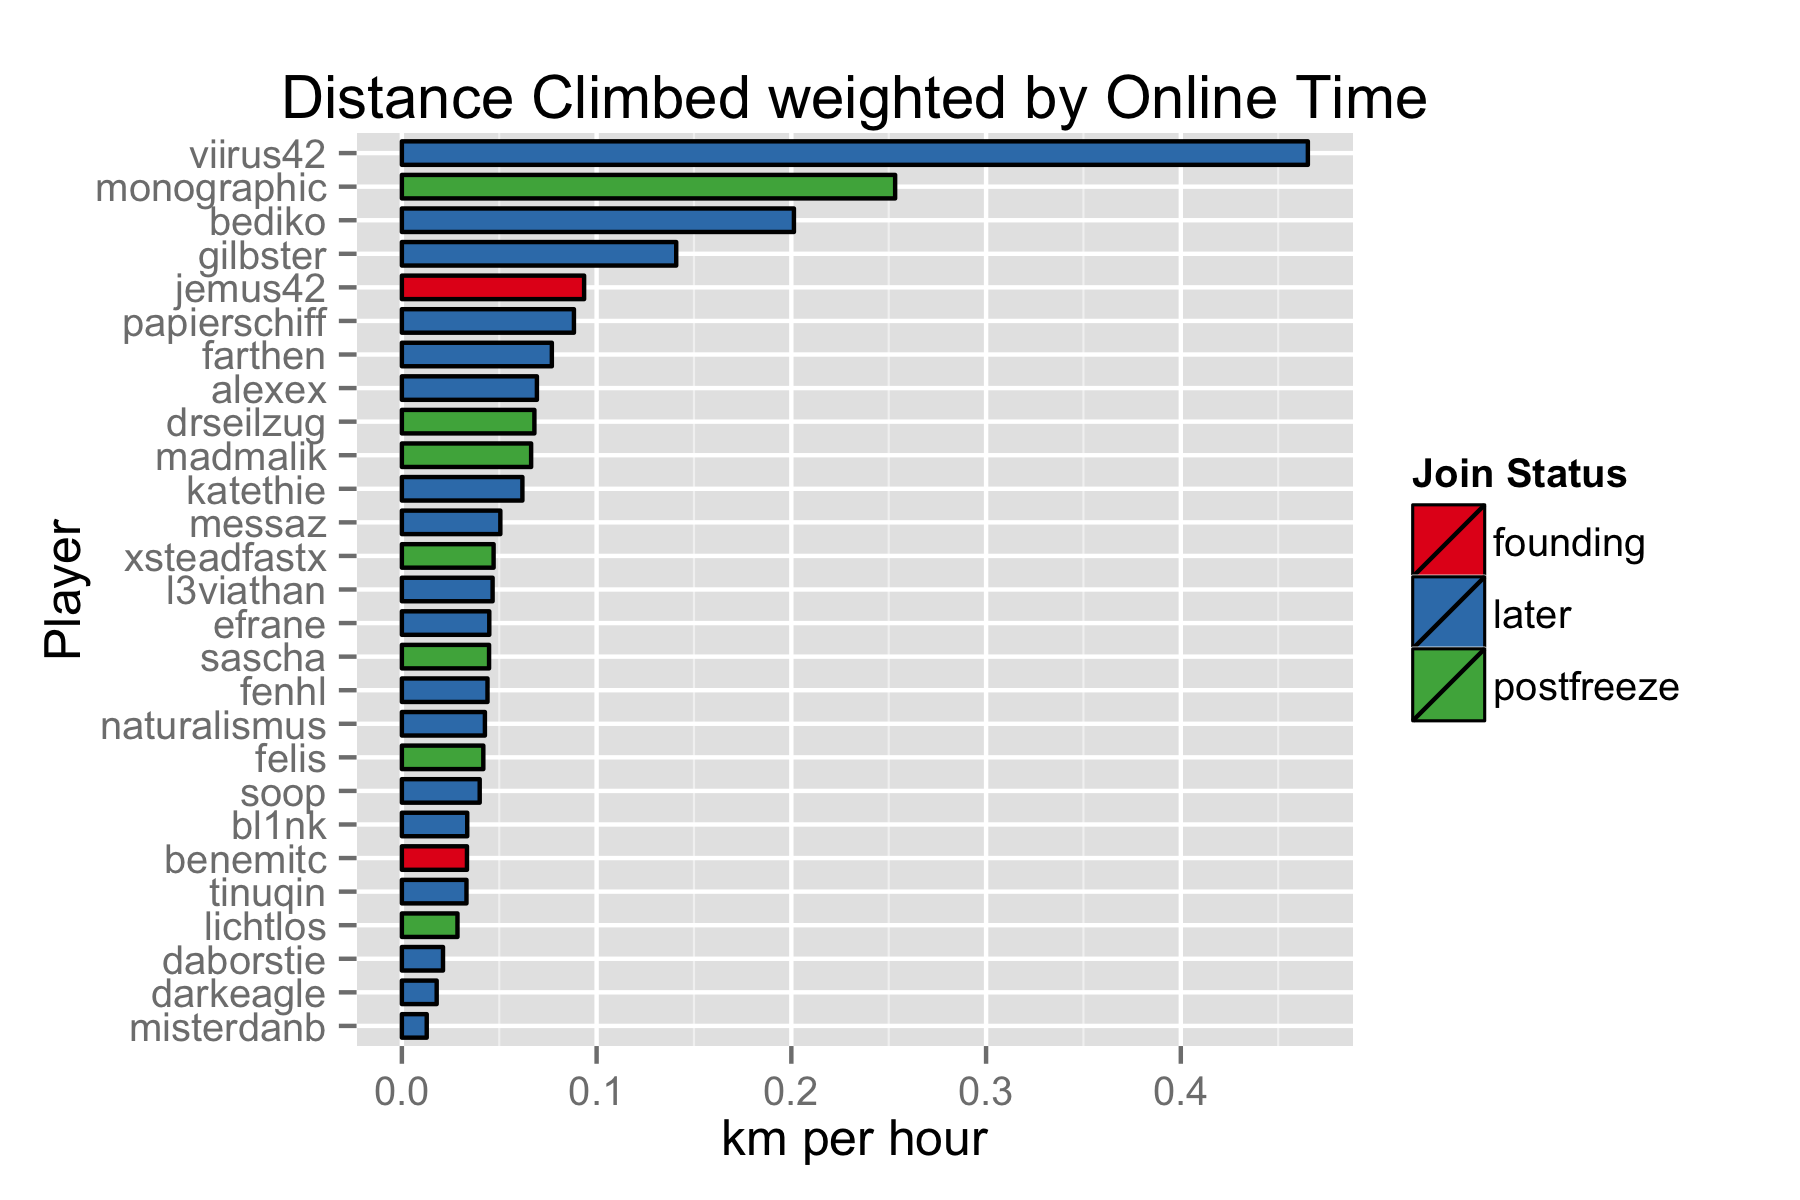 Distance Climbed weighted by Online Time
Player
viirus42
monographic
bediko
gilbster
jemus42
papierschiff
farthen
alexex
drseilzug
madmalik
katethie
messaz
xsteadfastx
l3viathan
efrane
sascha
fenhl
naturalismus
felis
soop
bl1nk
benemitc
tinuqin
lichtlos
daborstie
darkeagle
misterdanb
0.0 0.1 0.2 0.3 0.4
km per hour
Join Status
founding
later
postfreeze